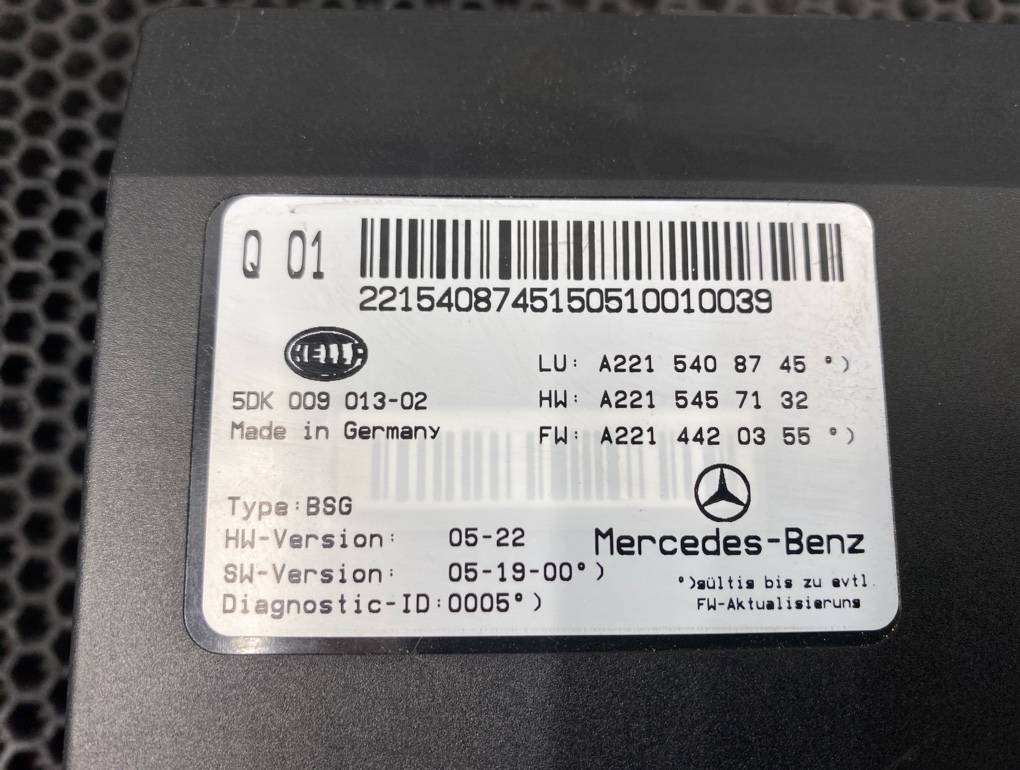 Q 01
2215408745150510010039
HELLA
LU: A221 540 87 45 °)
5DK 009 013-02
HW: A221 545 71 32
Made in Germany
FW: A221 442 03 55 °)
Type:BSG
HW-Version: 05-22
Mercedes-Benz
SW-Version: 05-19-00°)
°)gültig bis zu evtl.
Diagnostic-ID:0005°)
FW-Aktualisierung